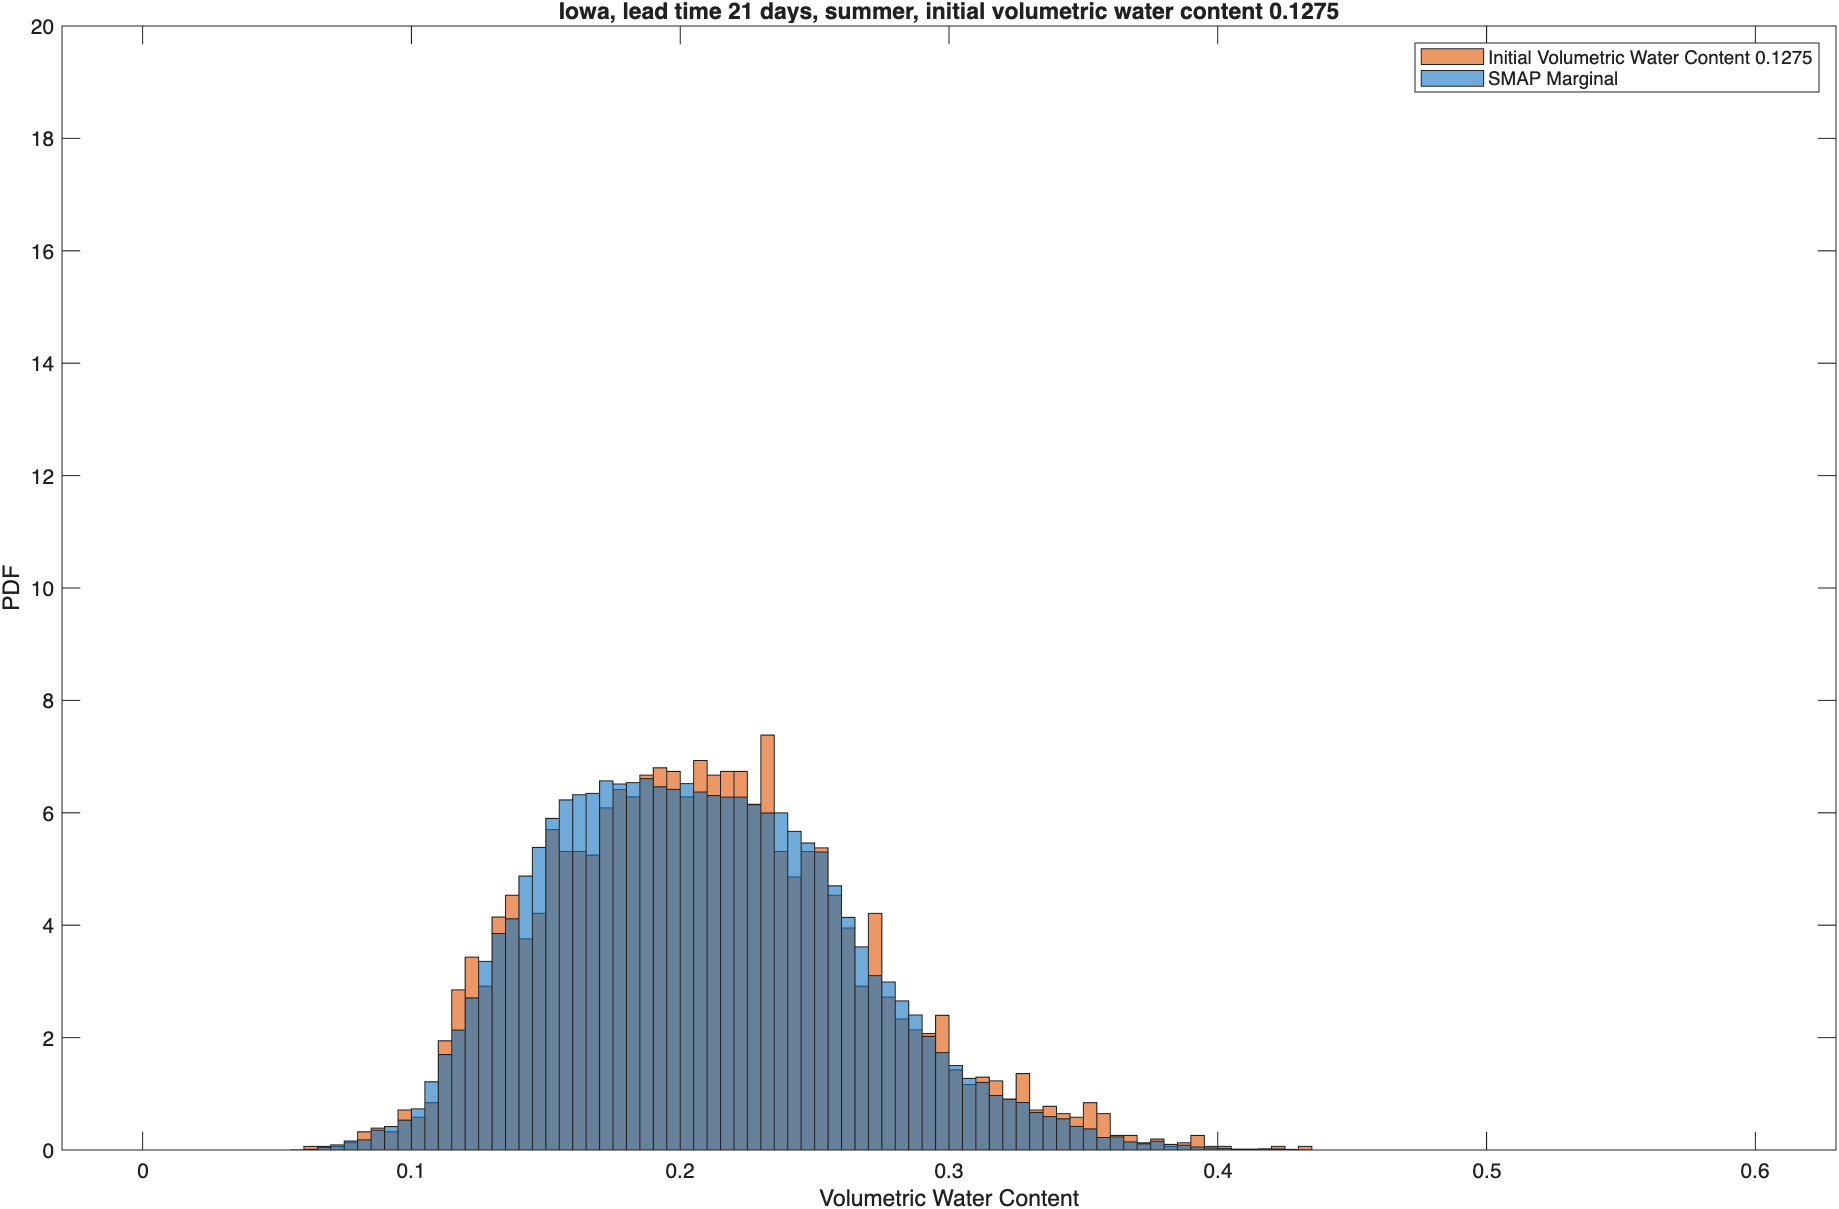 Iowa, lead time 21 days, summer, initial volumetric water content 0.1275
Initial Volumetric Water Content 0.1275
SMAP Marginal
20
18
16
14
12
10
8
6
4
2
0
PDF
0 0.1 0.2 0.3 0.4 0.5 0.6
Volumetric Water Content